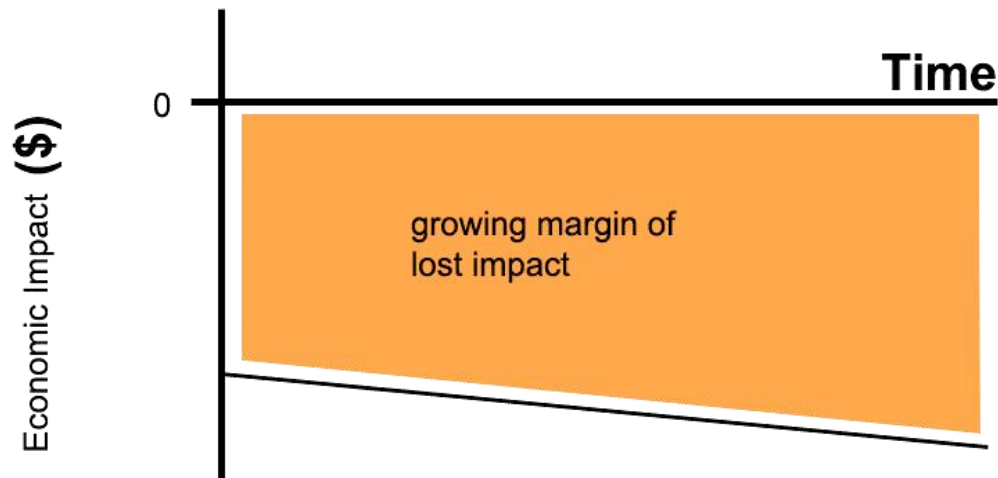 Time
0
Economic Impact ($)
growing margin of
lost impact